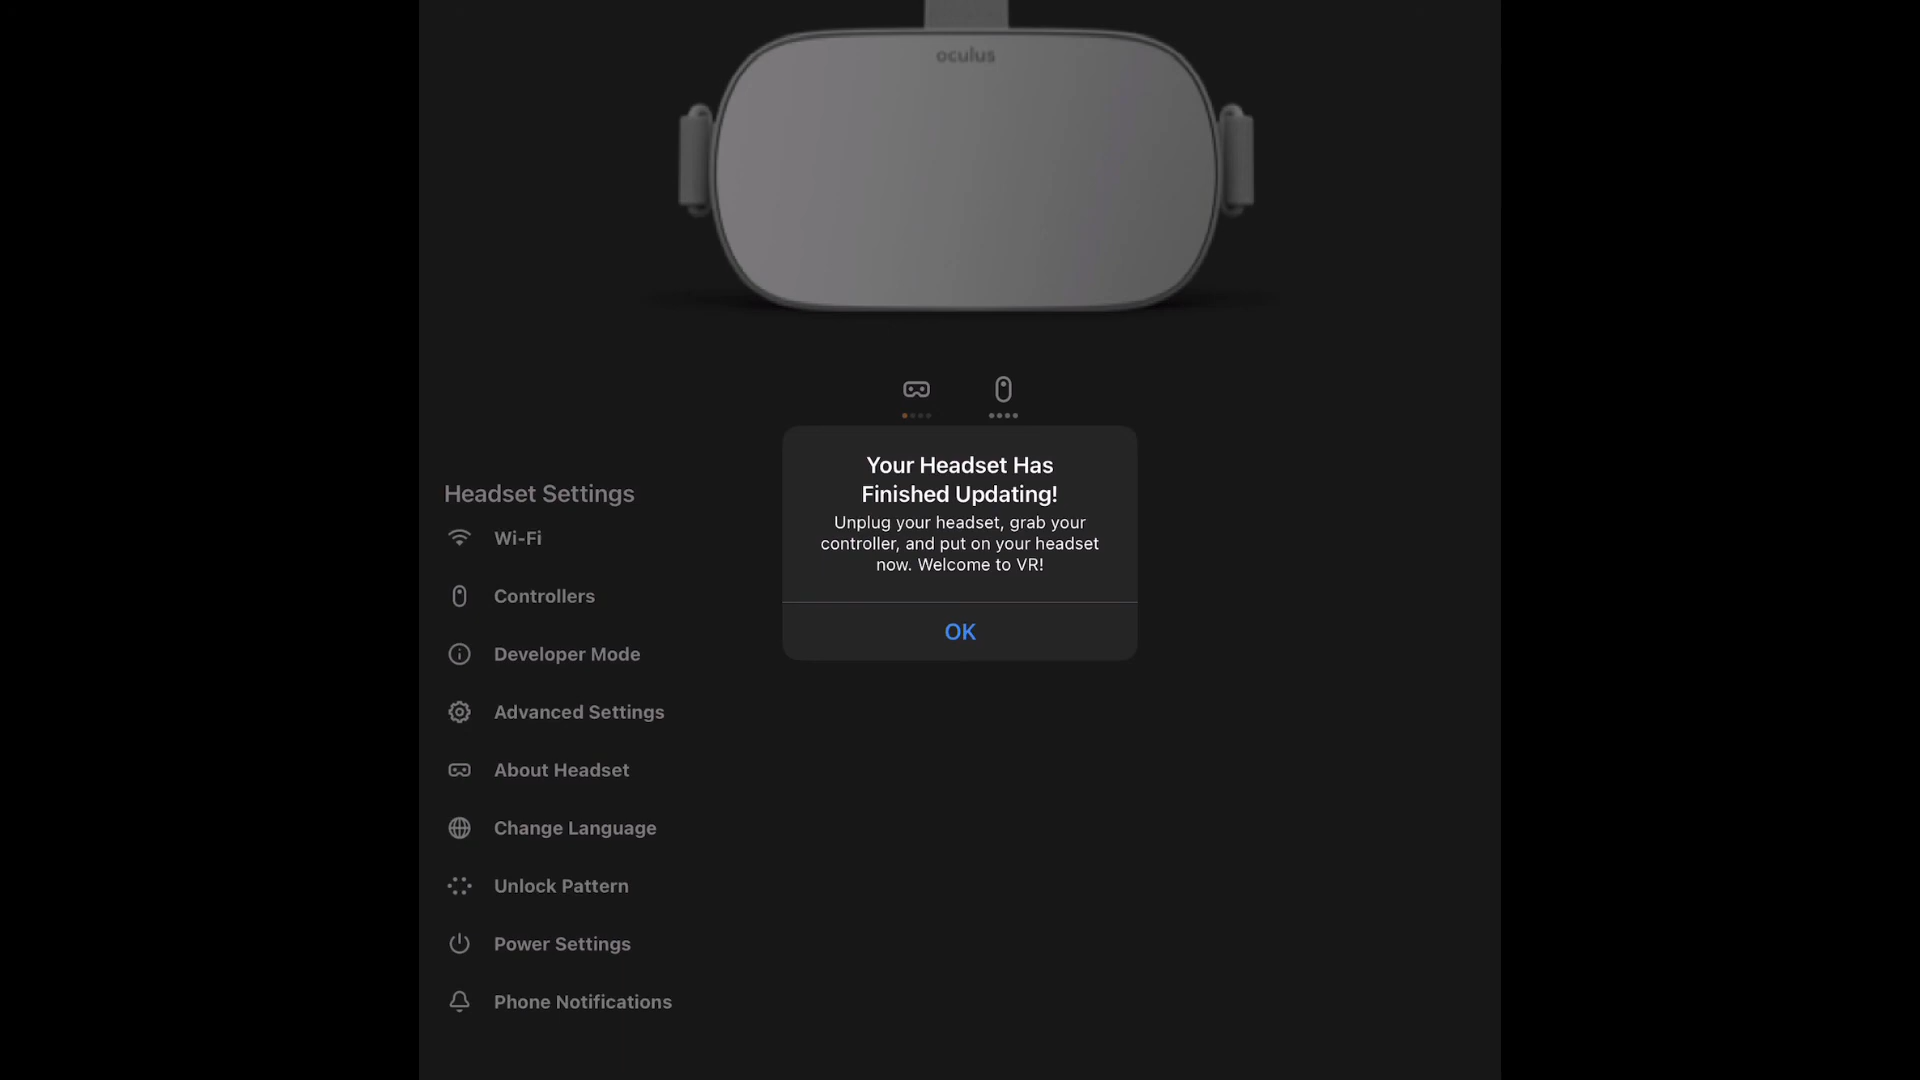 oculus
Your Headset Has
Finished Updating!
Unplug your headset, grab your
controller, and put on your headset
now. Welcome to VR!
OK
Headset Settings
Wi-Fi
Controllers
Developer Mode
Advanced Settings
About Headset
Change Language
Unlock Pattern
Power Settings
Phone Notifications